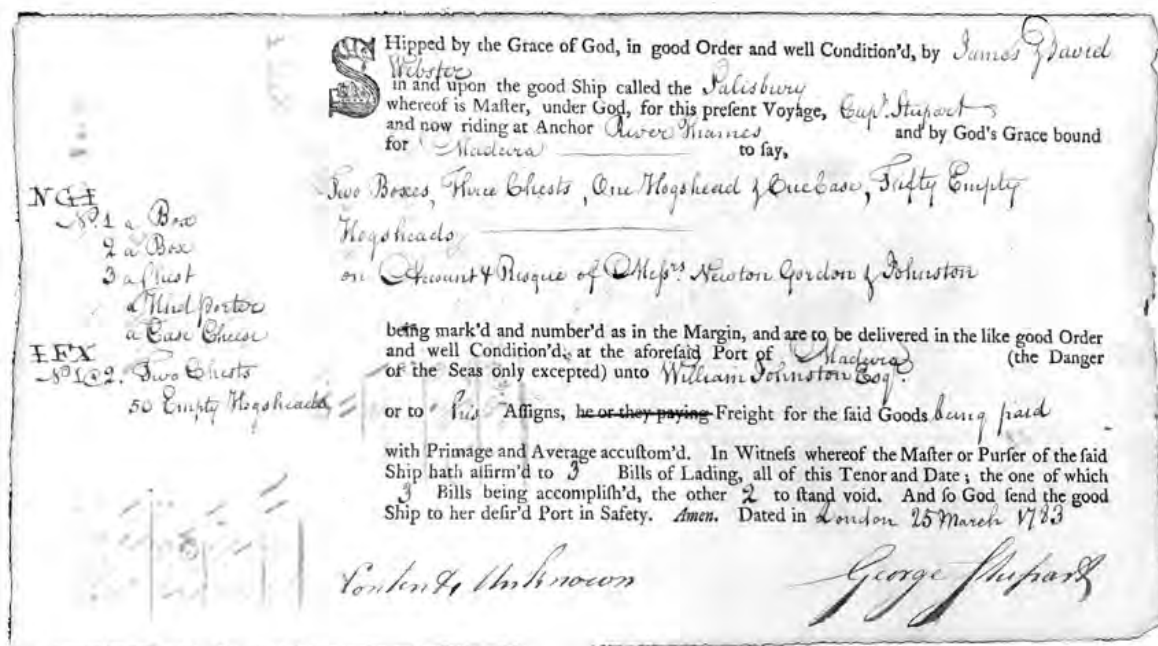 SHipped by the Grace of God, in good Order and well Condition'd, by James & David
Webster
in and upon the good Ship called the Salisbury
whereof is Maſter, under God, for this preſent Voyage, Capt. Stupart
and now riding at Anchor River Thames and by God's Grace bound
for Madeira to ſay,
Two Boxes, Three Chests, One Hogshead & One Case, Fifty Empty
Hogsheads
on Account & Risque of Meſsrs. Newton Gordon & Johnston
being mark'd and number'd as in the Margin, and are to be delivered in the like good Order
and well Condition'd, at the aforeſaid Port of Madeira (the Danger
of the Seas only excepted) unto William Johnston Esqr.
or to his Aſſigns, he or they paying Freight for the ſaid Goods being paid
with Primage and Average accuſtom'd. In Witneſs whereof the Maſter or Purſer of the ſaid
Ship hath affirm'd to 3 Bills of Lading, all of this Tenor and Date; the one of which
3 Bills being accompliſh'd, the other 2 to ſtand void. And ſo God ſend the good
Ship to her deſir'd Port in Safety. Amen. Dated in London 25 March 1783
Contents Unknown
George Stupart
NGI
No. 1 a Box
2 a Box
3 a Chest
a Hhd porter
a Case Cheese
No 1@2. Two Chests
50 Empty Hogsheads